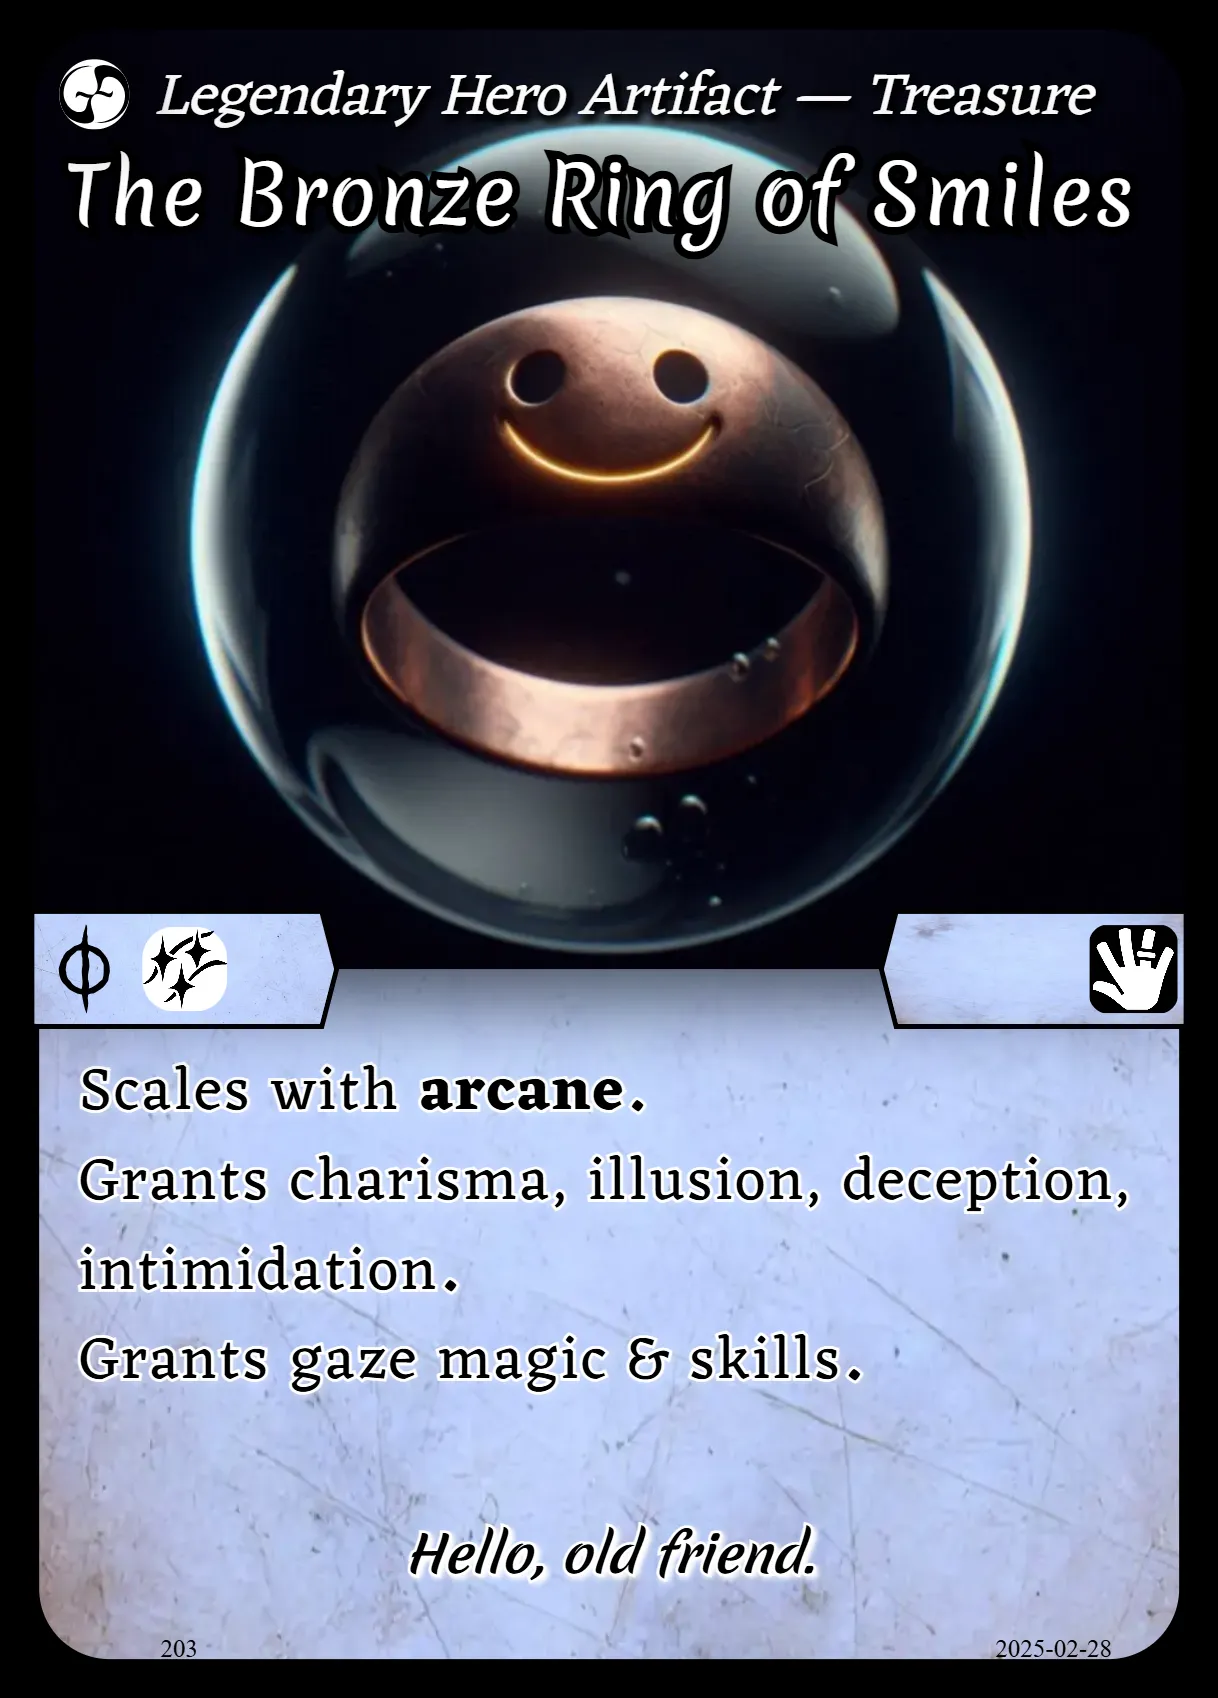 Legendary Hero Artifact — Treasure
The Bronze Ring of Smiles
Scales with arcane.
Grants charisma, illusion, deception,
intimidation.
Grants gaze magic & skills.
Hello, old friend.
203
2025-02-28